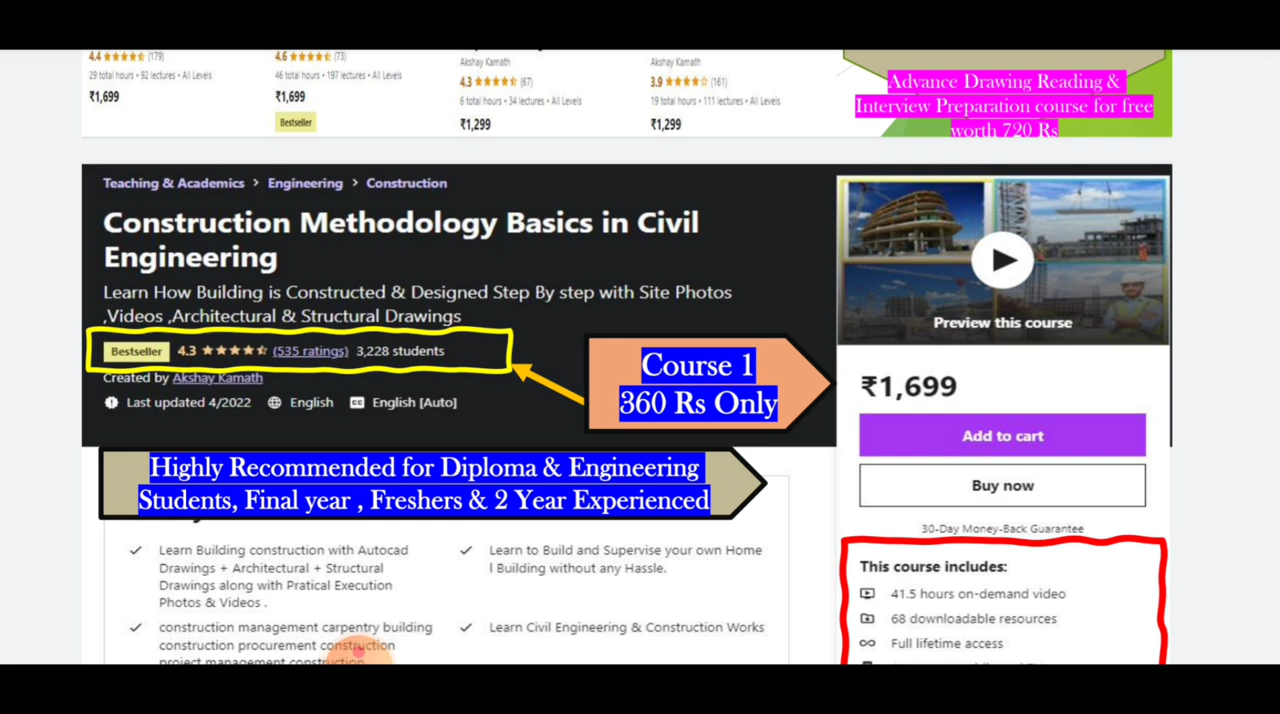 4.4 (179)
29 total hours • 92 lectures • All Levels
₹1,699
4.6 (73)
46 total hours • 197 lectures • All Levels
₹1,699
Bestseller
Akshay Kamath
4.3 (67)
6 total hours • 34 lectures • All Levels
₹1,299
Akshay Kamath
3.9 (161)
19 total hours • 111 lectures • All Levels
₹1,299
Advance Drawing Reading &
Interview Preparation course for free
worth 720 Rs
Teaching & Academics > Engineering > Construction
Construction Methodology Basics in Civil
Engineering
Learn How Building is Constructed & Designed Step By step with Site Photos
,Videos ,Architectural & Structural Drawings
Bestseller 4.3 (535 ratings) 3,228 students
Created by Akshay Kamath
Last updated 4/2022 English English [Auto]
Course 1
360 Rs Only
Preview this course
₹1,699
Add to cart
Buy now
30-Day Money-Back Guarantee
Highly Recommended for Diploma & Engineering
Students, Final year , Freshers & 2 Year Experienced
Learn Building construction with Autocad
Drawings + Architectural + Structural
Drawings along with Pratical Execution
Photos & Videos .
Learn to Build and Supervise your own Home
l Building without any Hassle.
construction management carpentry building
construction procurement construction
project management construction
Learn Civil Engineering & Construction Works
This course includes:
41.5 hours on-demand video
68 downloadable resources
Full lifetime access